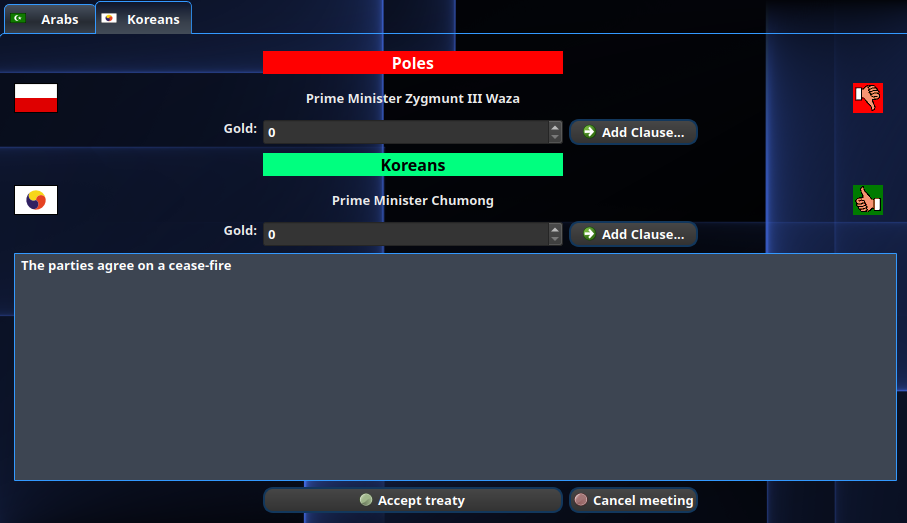 Arabs
Koreans
Poles
Prime Minister Zygmunt III Waza
Gold: 0 Add Clause...
Koreans
Prime Minister Chumong
Gold: 0 Add Clause...
The parties agree on a cease-fire
Accept treaty Cancel meeting